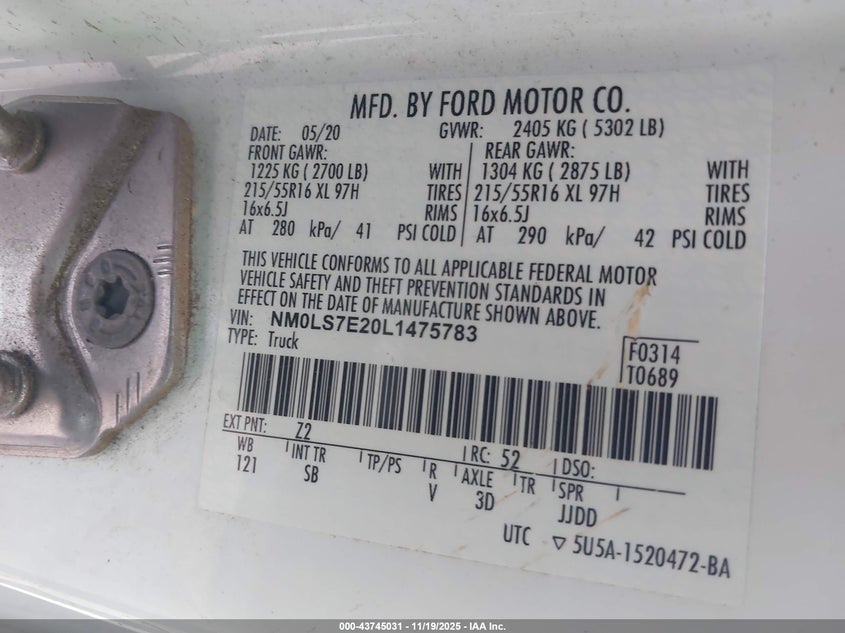 MFD. BY FORD MOTOR CO.
DATE: 05/20 GVWR: 2405 KG ( 5302 LB)
FRONT GAWR: REAR GAWR:
1225 KG ( 2700 LB) WITH 1304 KG ( 2875 LB) WITH
215/55R16 XL 97H TIRES 215/55R16 XL 97H TIRES
16x6.5J RIMS 16x6.5J RIMS
AT 280 kPa/ 41 PSI COLD AT 290 kPa/ 42 PSI COLD
THIS VEHICLE CONFORMS TO ALL APPLICABLE FEDERAL MOTOR
VEHICLE SAFETY AND THEFT PREVENTION STANDARDS IN
EFFECT ON THE DATE OF MANUFACTURE SHOWN ABOVE.
VIN: NM0LS7E20L1475783
TYPE: Truck
F0314
T0689
EXT PNT: Z2 RC: 52 DSO:
WB INT TR TP/PS R AXLE TR SPR
121 SB V 3D JJDD
UTC ▽ 5U5A-1520472-BA
000-43745031 - 11/19/2025 - IAA Inc.